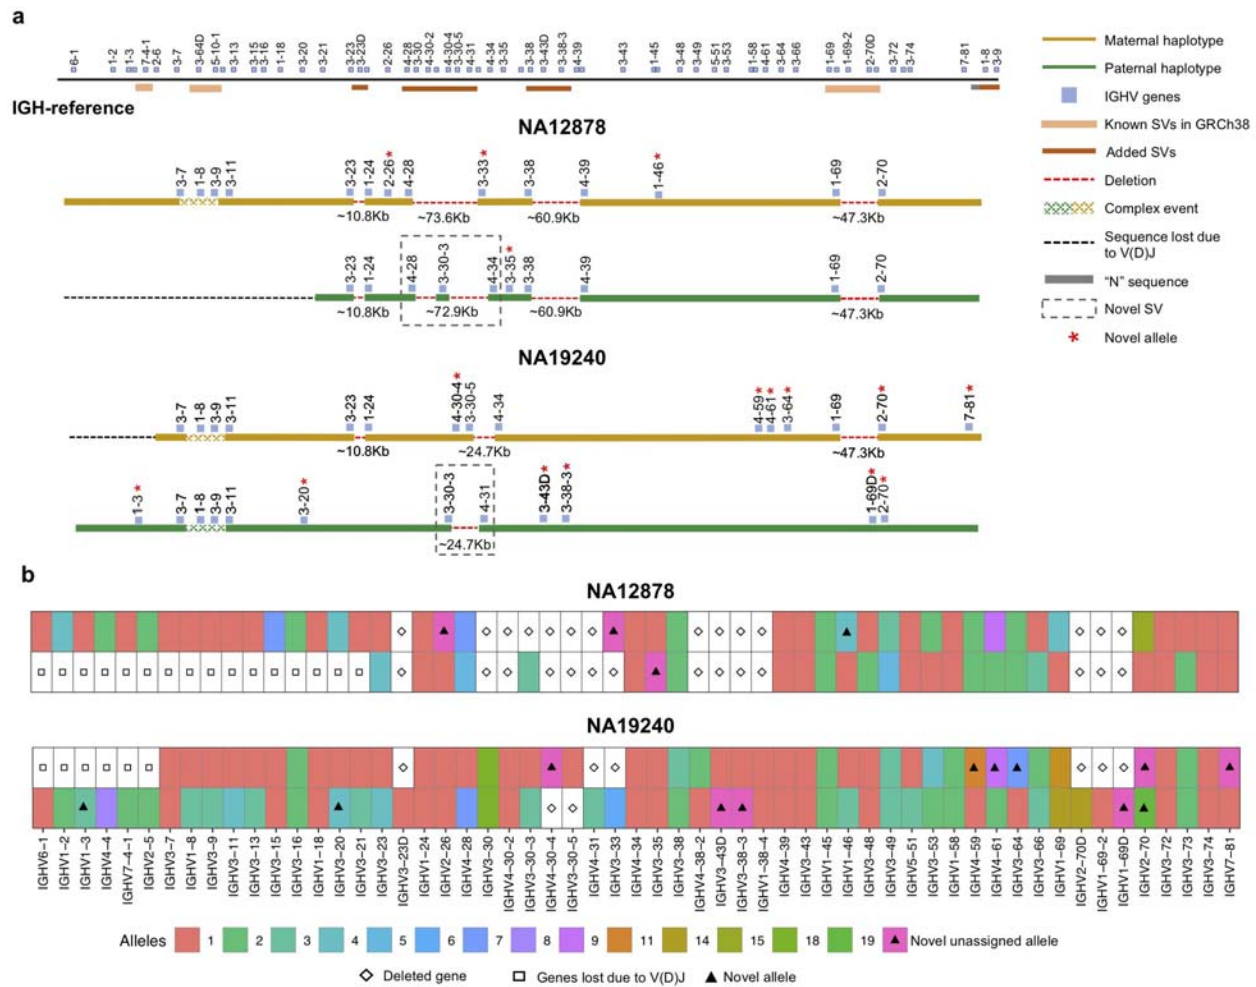 a
6-1 1-2 1-3 7-4-1 2-6 3-7 3-64D 5-10-1 3-13 3-15 3-16 1-18 3-20 3-21 3-23 3-23D 2-26 4-28 3-30 4-30-2 4-30-4 3-30-5 4-31 4-34 3-35 3-38 3-43D 3-38-3 4-39 3-43 1-45 3-48 3-49 5-51 3-53 1-58 4-61 3-64 3-66 1-69 1-69-2 2-70D 3-72 3-74 7-81 1-8 3-9
IGH-reference
Maternal haplotype
Paternal haplotype
IGHV genes
Known SVs in GRCh38
Added SVs
Deletion
Complex event
Sequence lost due
to V(D)J
"N" sequence
Novel SV
* Novel allele
NA12878
3-7 1-8 3-9 3-11 3-23 1-24 2-26* 4-28 3-33* 3-38 4-39 1-46* 1-69 2-70
~10.8Kb ~73.6Kb ~60.9Kb ~47.3Kb
3-23 1-24 4-28 3-30-3 4-34 3-35* 3-38 4-39 1-69 2-70
~10.8Kb ~72.9Kb ~60.9Kb ~47.3Kb
NA19240
3-7 1-8 3-9 3-11 3-23 1-24 4-30-4* 3-30-5 4-34 4-59* 4-61* 3-64* 1-69 2-70* 7-81*
~10.8Kb ~24.7Kb ~47.3Kb
1-3* 3-7 1-8 3-9 3-11 3-20* 3-30-3 4-31 3-43D* 3-38-3* 1-69D* 2-70*
~24.7Kb
b
NA12878
NA19240
IGHV6-1 IGHV1-2 IGHV1-3 IGHV4-4 IGHV7-4-1 IGHV2-5 IGHV3-7 IGHV1-8 IGHV3-9 IGHV3-11 IGHV3-13 IGHV3-15 IGHV3-16 IGHV1-18 IGHV3-20 IGHV3-21 IGHV3-23 IGHV3-23D IGHV1-24 IGHV2-26 IGHV4-28 IGHV3-30 IGHV4-30-2 IGHV3-30-3 IGHV4-30-4 IGHV3-30-5 IGHV4-31 IGHV3-33 IGHV4-34 IGHV3-35 IGHV3-38 IGHV4-38-2 IGHV3-43D IGHV3-38-3 IGHV1-38-4 IGHV4-39 IGHV3-43 IGHV1-45 IGHV1-46 IGHV3-48 IGHV3-49 IGHV5-51 IGHV3-53 IGHV1-58 IGHV4-59 IGHV4-61 IGHV3-64 IGHV3-66 IGHV1-69 IGHV2-70D IGHV1-69-2 IGHV1-69D IGHV2-70 IGHV3-72 IGHV3-73 IGHV3-74 IGHV7-81
Alleles 1 2 3 4 5 6 7 8 9 11 14 15 18 19 Novel unassigned allele
Deleted gene Genes lost due to V(D)J Novel allele